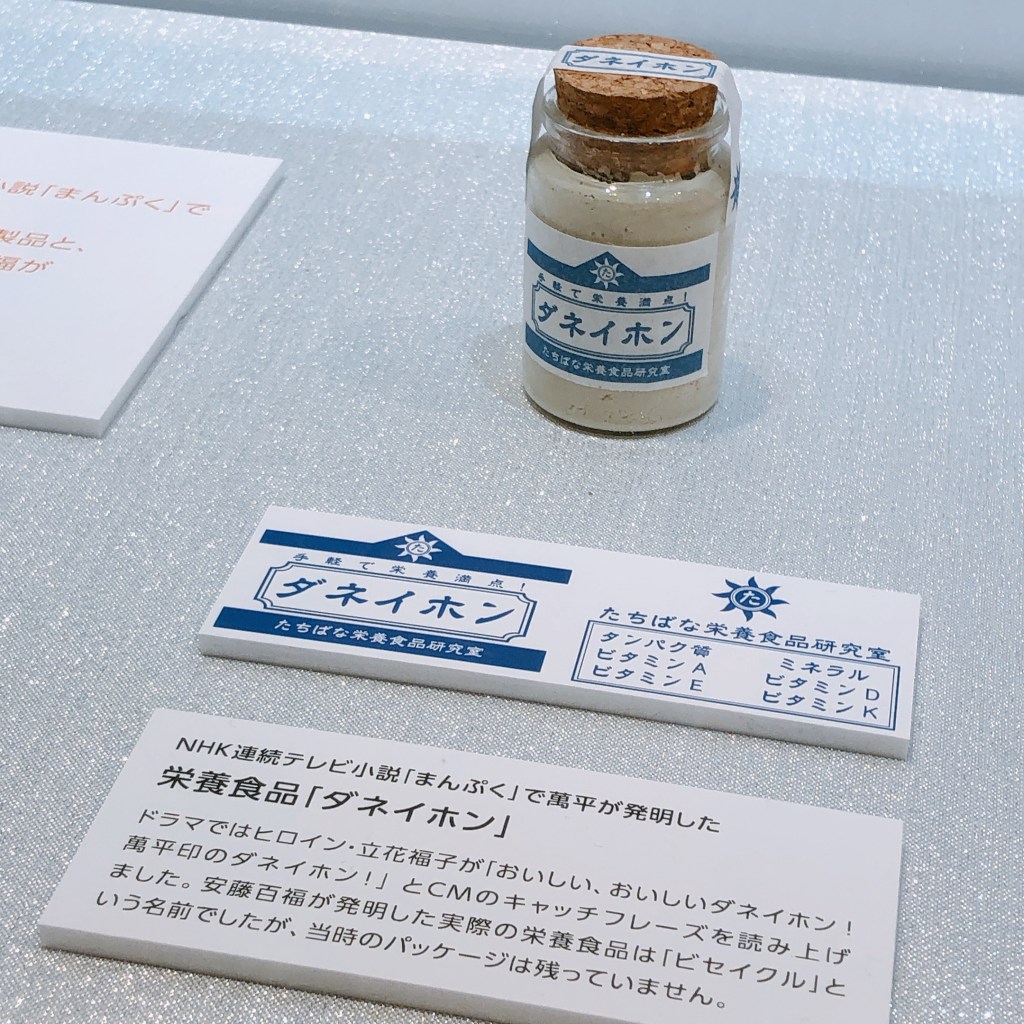 小説「まんぷく」で
製品と、
福が
ダネイホン
た
手軽で栄養満点!
ダネイホン
たちばな栄養食品研究室
た
手軽で栄養満点!
ダネイホン
たちばな栄養食品研究室
た
たちばな栄養食品研究室
タンパク質 ミネラル
ビタミンA ビタミンD
ビタミンE ビタミンK
NHK連続テレビ小説「まんぷく」で萬平が発明した
栄養食品「ダネイホン」
ドラマではヒロイン・立花福子が「おいしい、おいしいダネイホン!
萬平印のダネイホン!」とCMのキャッチフレーズを読み上げ
ました。安藤百福が発明した実際の栄養食品は「ビセイクル」と
いう名前でしたが、当時のパッケージは残っていません。